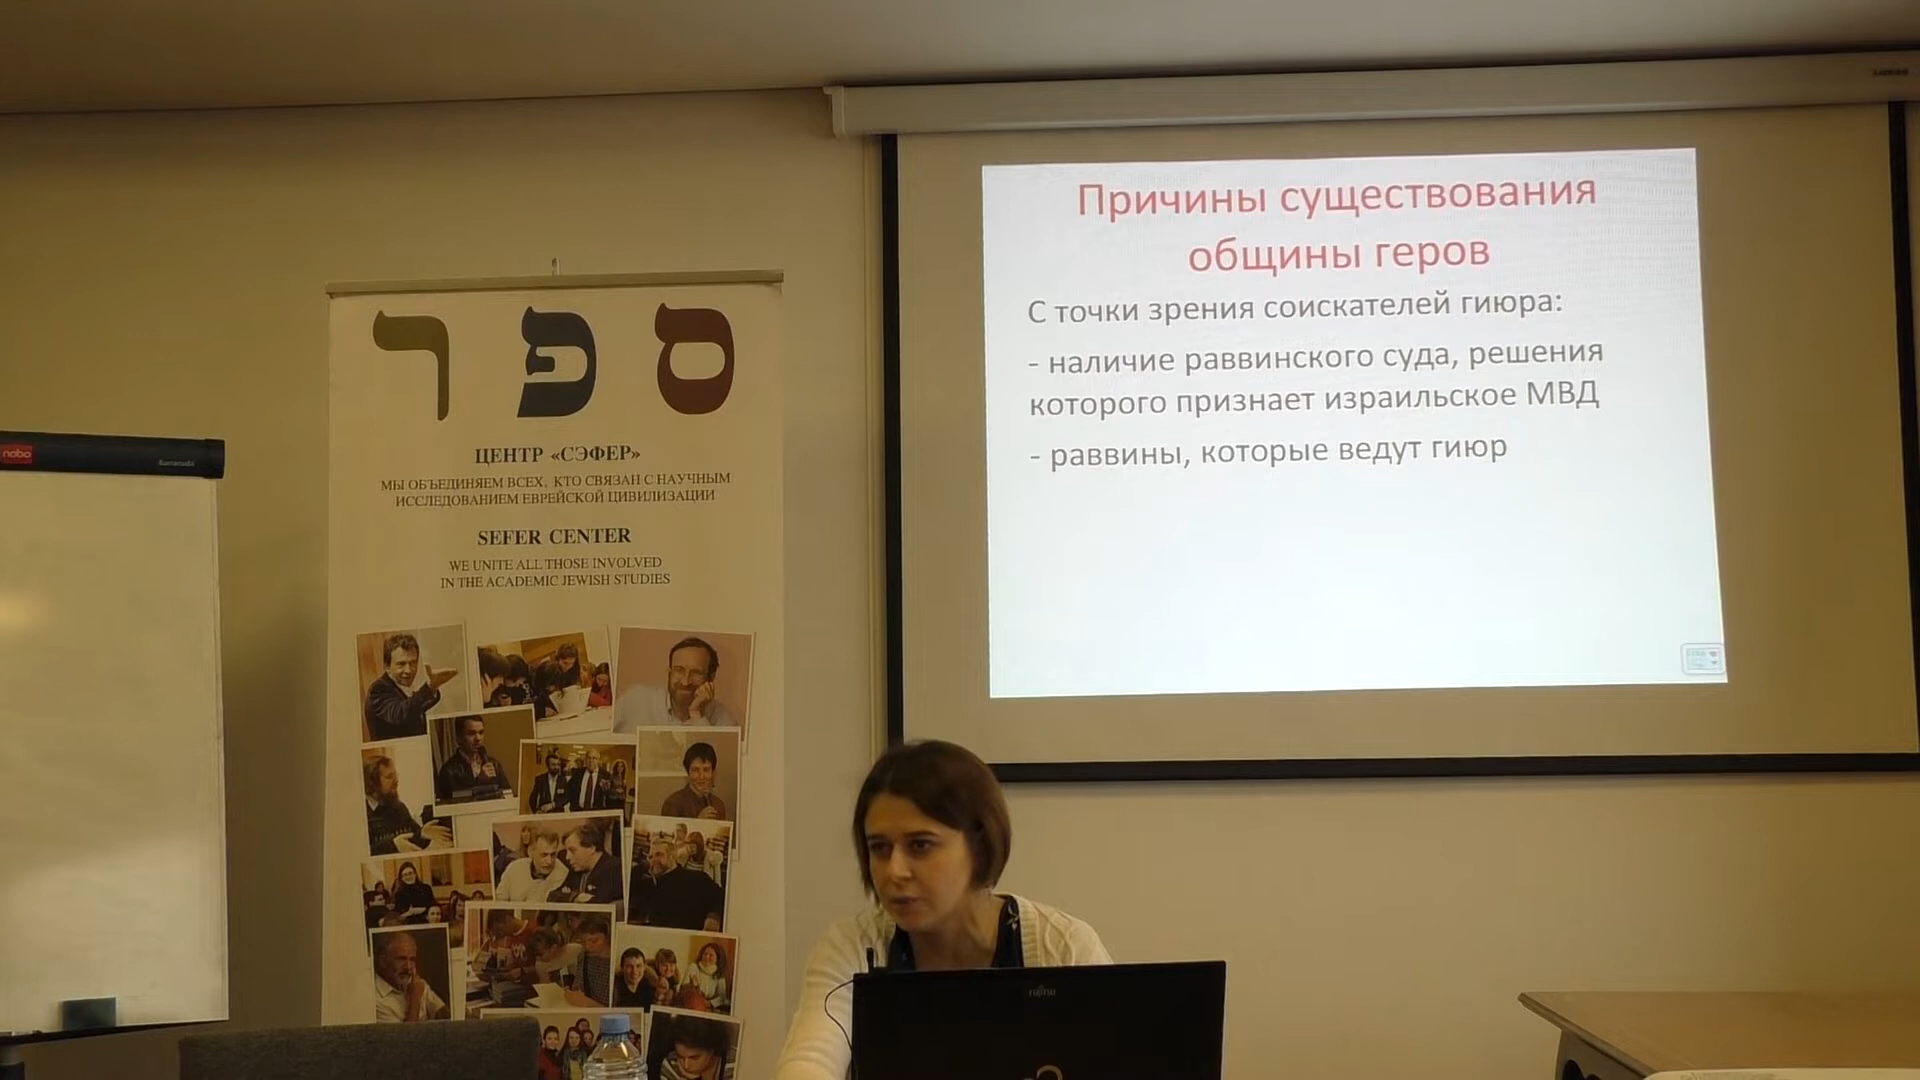 Причины существования
общины геров
С точки зрения соискателей гиюра:
- наличие раввинского суда, решения
которого признает израильское МВД
- раввины, которые ведут гиюр
ספר
ЦЕНТР «СЭФЕР»
МЫ ОБЪЕДИНЯЕМ ВСЕХ, КТО СВЯЗАН С НАУЧНЫМ
ИССЛЕДОВАНИЕМ ЕВРЕЙСКОЙ ЦИВИЛИЗАЦИИ
SEFER CENTER
WE UNITE ALL THOSE INVOLVED
IN THE ACADEMIC JEWISH STUDIES
nobo
Barracuda
FUJITSU